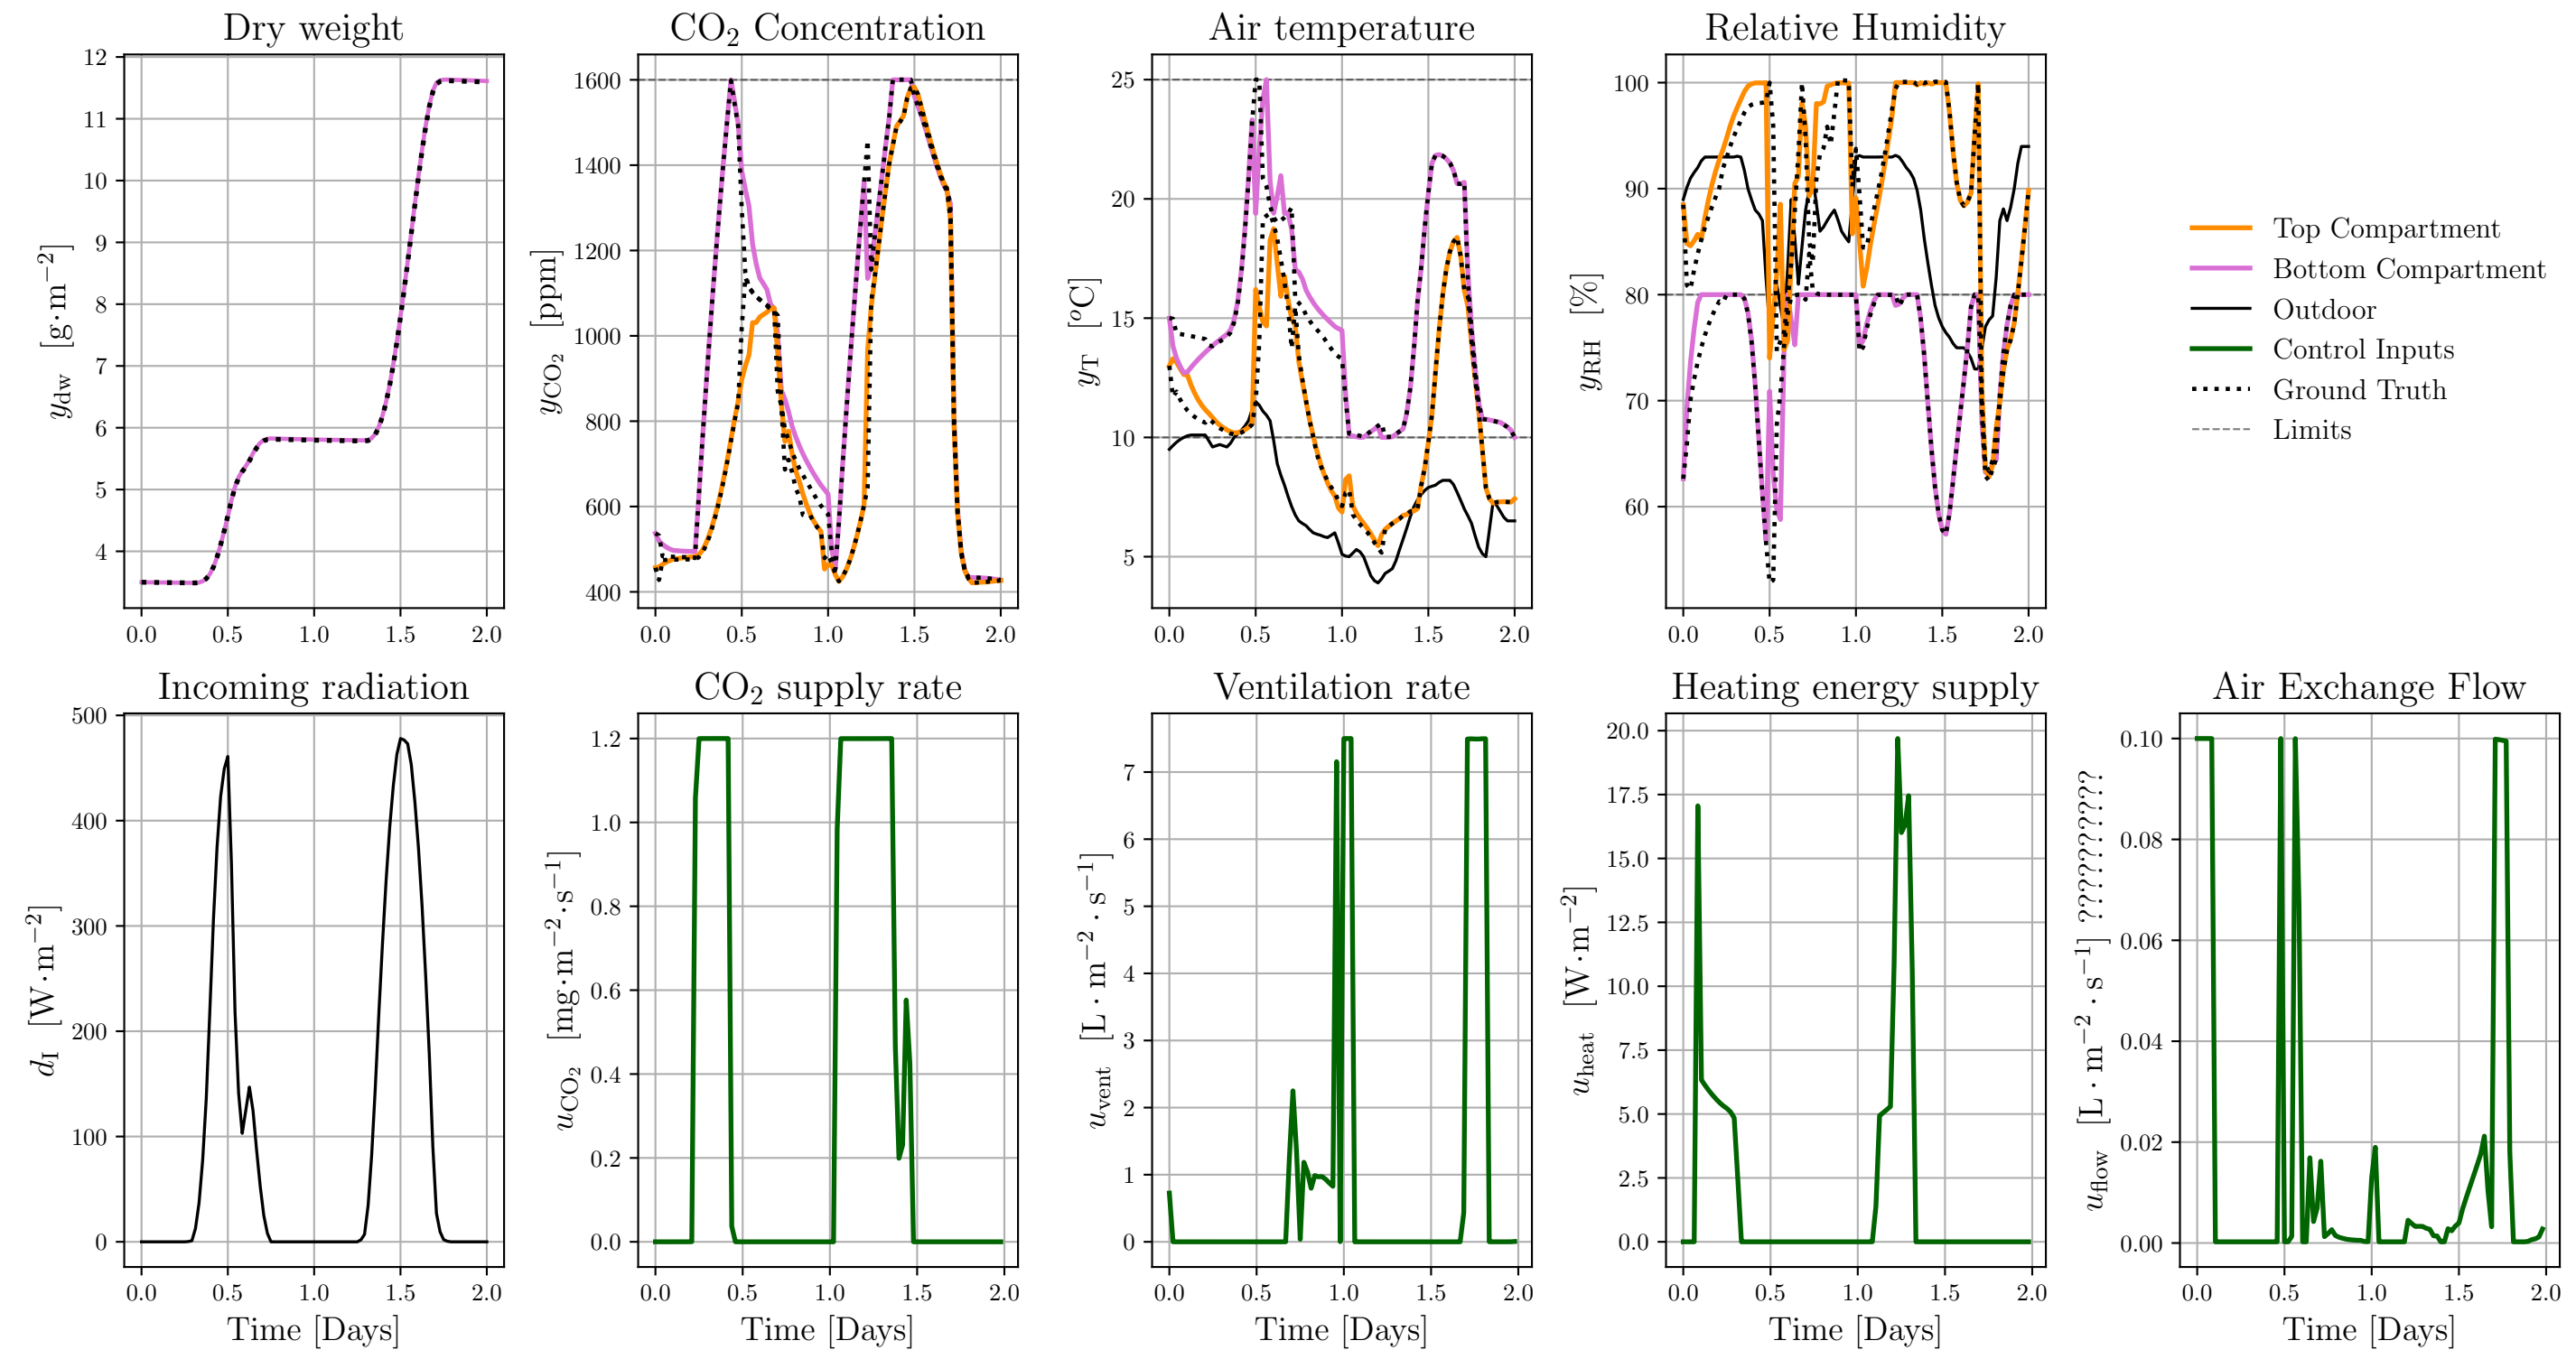 Dry weight
CO₂ Concentration
Air temperature
Relative Humidity
y_dw [g·m⁻²]
12
11
10
9
8
7
6
5
4
0.0 0.5 1.0 1.5 2.0
y_CO₂ [ppm]
1600
1400
1200
1000
800
600
400
0.0 0.5 1.0 1.5 2.0
y_T [°C]
25
20
15
10
5
0.0 0.5 1.0 1.5 2.0
y_RH [%]
100
90
80
70
60
0.0 0.5 1.0 1.5 2.0
Top Compartment
Bottom Compartment
Outdoor
Control Inputs
Ground Truth
Limits
Incoming radiation
CO₂ supply rate
Ventilation rate
Heating energy supply
Air Exchange Flow
d_I [W·m⁻²]
500
400
300
200
100
0
0.0 0.5 1.0 1.5 2.0
Time [Days]
u_CO₂ [mg·m⁻²·s⁻¹]
1.2
1.0
0.8
0.6
0.4
0.2
0.0
0.0 0.5 1.0 1.5 2.0
Time [Days]
u_vent [L · m⁻² · s⁻¹]
7
6
5
4
3
2
1
0
0.0 0.5 1.0 1.5 2.0
Time [Days]
u_heat [W·m⁻²]
20.0
17.5
15.0
12.5
10.0
7.5
5.0
2.5
0.0
0.0 0.5 1.0 1.5 2.0
Time [Days]
u_flow [L · m⁻² · s⁻¹] ??????????
0.10
0.08
0.06
0.04
0.02
0.00
0.0 0.5 1.0 1.5 2.0
Time [Days]